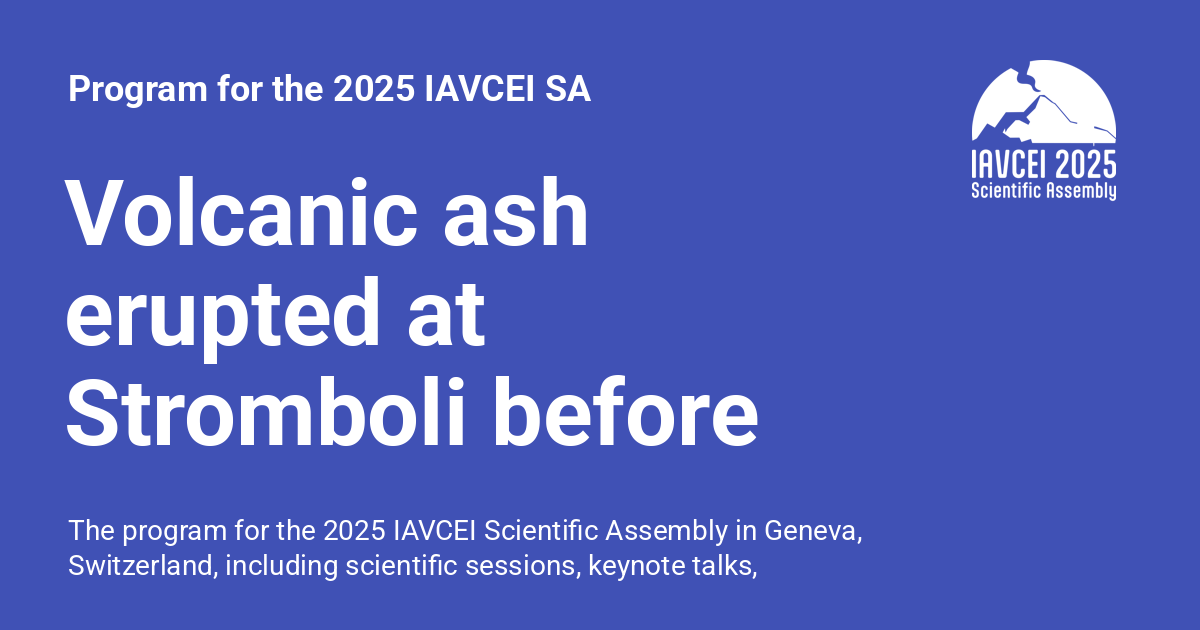 Program for the 2025 IAVCEI SA
IAVCEI 2025
Scientific Assembly
Volcanic ash
erupted at
Stromboli before
The program for the 2025 IAVCEI Scientific Assembly in Geneva,
Switzerland, including scientific sessions, keynote talks,